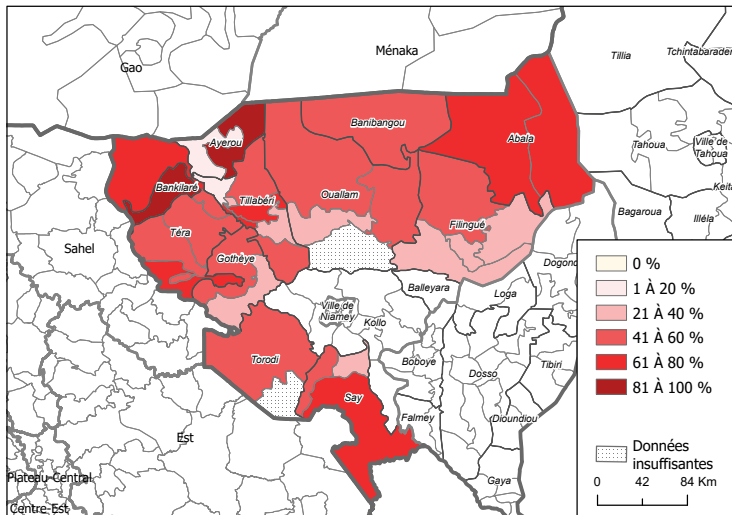 Gao
Ménaka
Tillia
Tchintabaraden
Ayerou
Banibangou
Abala
Tahoua
Ville de
Tahoua
Bankilaré
Tillabéri
Ouallam
Keita
Bagaroua
Illéla
Téra
Filingué
Sahel
Gothèye
Dogond
Balleyara
Loga
Ville de
Niamey
Kollo
Torodi
Boboye
Dosso
Tibiri
Say
Falmey
Dioundiou
Est
Gaya
Plateau-Central
Centre-Est
0 %
1 À 20 %
21 À 40 %
41 À 60 %
61 À 80 %
81 À 100 %
Données
insuffisantes
0 42 84 Km